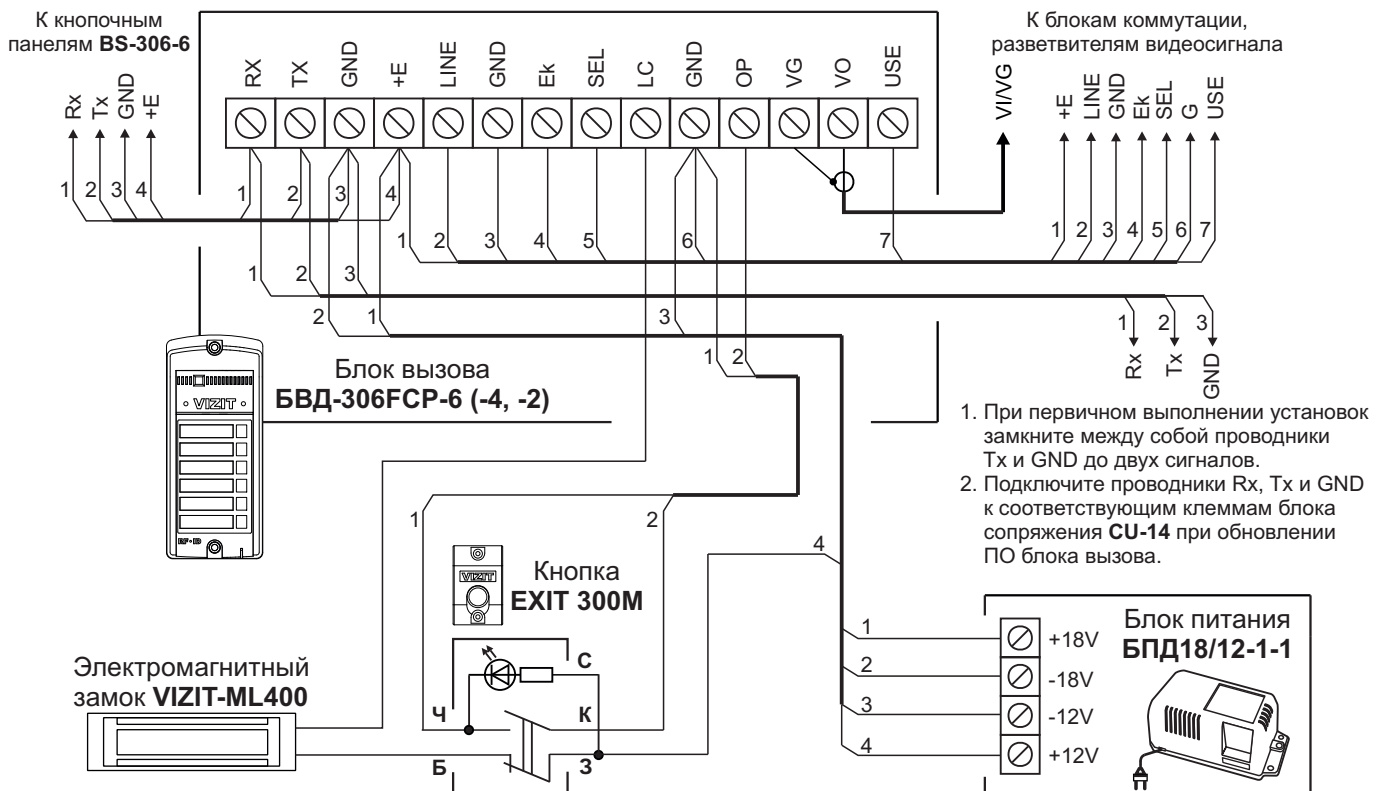 К кнопочным
панелям BS-306-6
RX
TX
GND
+E
LINE
GND
Ek
SEL
LC
GND
OP
VG
VO
USE
К блокам коммутации,
разветвителям видеосигнала
Rx
Tx
GND
+E
VI/VG
+E
LINE
GND
Ek
SEL
G
USE
1 2 3 4
1 2 3 4
1 2 3 4 5 6 7
1 2 3 4 5 6 7
1 2 3
2 1 3
1 2
1 2 3
Rx
Tx
GND
Блок вызова
БВД-306FCP-6 (-4, -2)
VIZIT
RF-ID
1. При первичном выполнении установок
замкните между собой проводники
Tx и GND до двух сигналов.
2. Подключите проводники Rx, Tx и GND
к соответствующим клеммам блока
сопряжения CU-14 при обновлении
ПО блока вызова.
1 2
4
VIZIT
Кнопка
EXIT 300M
Электромагнитный
замок VIZIT-ML400
С
Ч
К
Б
З
Блок питания
БПД18/12-1-1
1 +18V
2 -18V
3 -12V
4 +12V